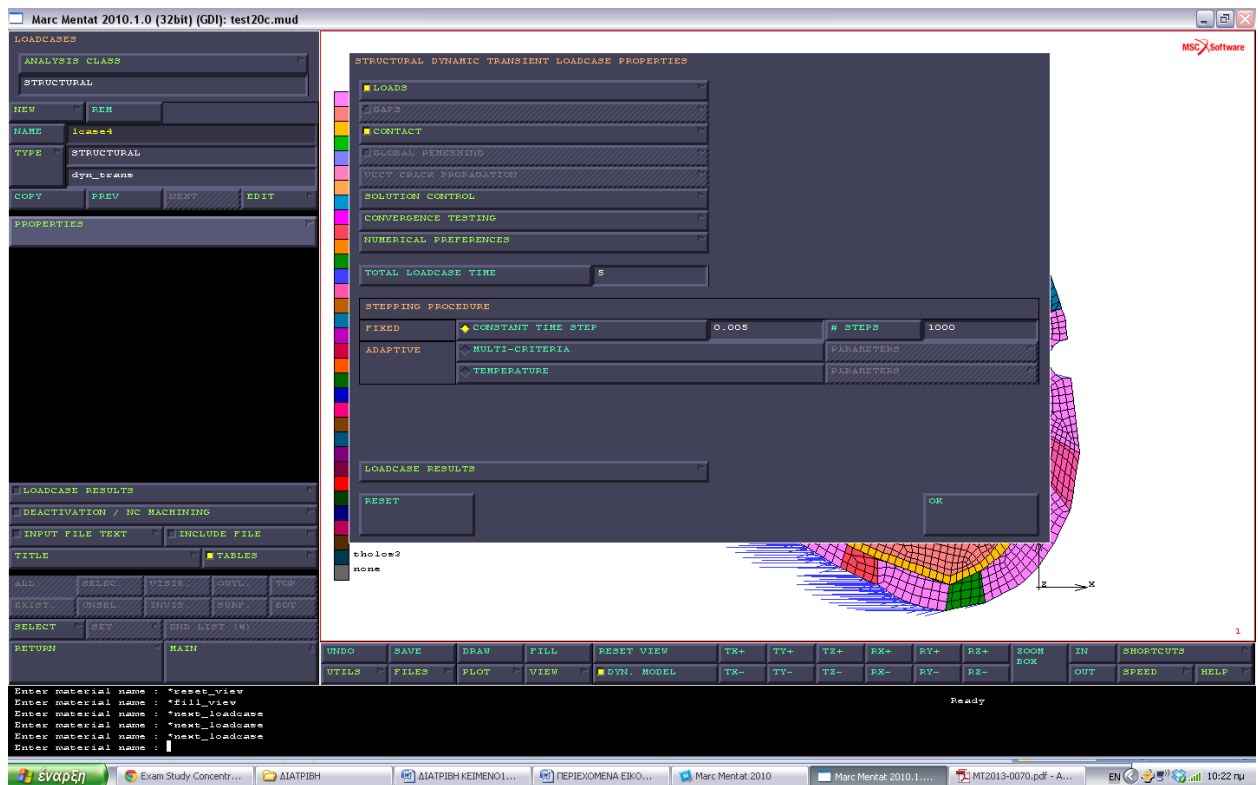 Marc Mentat 2010.1.0 (32bit) (GDI): test20c.mud
LOADCASES
ANALYSIS CLASS
STRUCTURAL
NEW REM
NAME lcase4
TYPE STRUCTURAL
dyn_trans
COPY PREV NEXT EDIT
PROPERTIES
LOADCASE RESULTS
DEACTIVATION / NC MACHINING
INPUT FILE TEXT INCLUDE FILE
TITLE TABLES
ALL: SELEC. VISIB. OUTL. TOP
EXIST. UNSEL. INVIS. SURF. BOT.
SELECT SET END LIST (#)
RETURN MAIN
MSC Software
STRUCTURAL DYNAMIC TRANSIENT LOADCASE PROPERTIES
LOADS
GAPS
CONTACT
GLOBAL REMESHING
VCCT CRACK PROPAGATION
SOLUTION CONTROL
CONVERGENCE TESTING
NUMERICAL PREFERENCES
TOTAL LOADCASE TIME 5
STEPPING PROCEDURE
FIXED CONSTANT TIME STEP 0.005 # STEPS 1000
ADAPTIVE MULTI-CRITERIA PARAMETERS
TEMPERATURE PARAMETERS
LOADCASE RESULTS
RESET OK
tholos3
none
z x
1
UNDO SAVE DRAW FILL RESET VIEW TX+ TY+ TZ+ RX+ RY+ RZ+ ZOOM BOX IN SHORTCUTS
UTILS FILES PLOT VIEW DYN. MODEL TX- TY- TZ- RX- RY- RZ- OUT SPEED HELP
Enter material name : *reset_view
Enter material name : *fill_view
Enter material name : *next_loadcase
Enter material name : *next_loadcase
Enter material name : *next_loadcase
Enter material name :
Ready
έναρξη Exam Study Concentr... ΔΙΑΤΡΙΒΗ ΔΙΑΤΡΙΒΗ ΚΕΙΜΕΝΟ1... ΠΕΡΙΕΧΟΜΕΝΑ ΕΙΚΟ... Marc Mentat 2010 Marc Mentat 2010.1.... MT2013-0070.pdf - A... EN 10:22 πμ